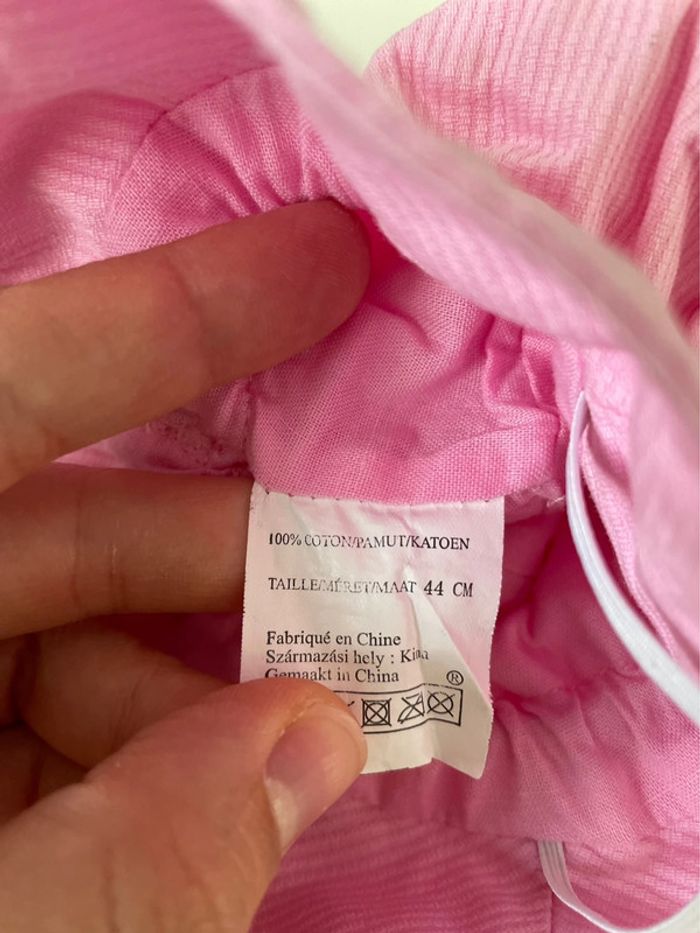 100% COTON/PAMUT/KATOEN
TAILLE/MÉRET/MAAT 44 CM
Fabriqué en Chine
Származási hely : Kína
Gemaakt in China
®